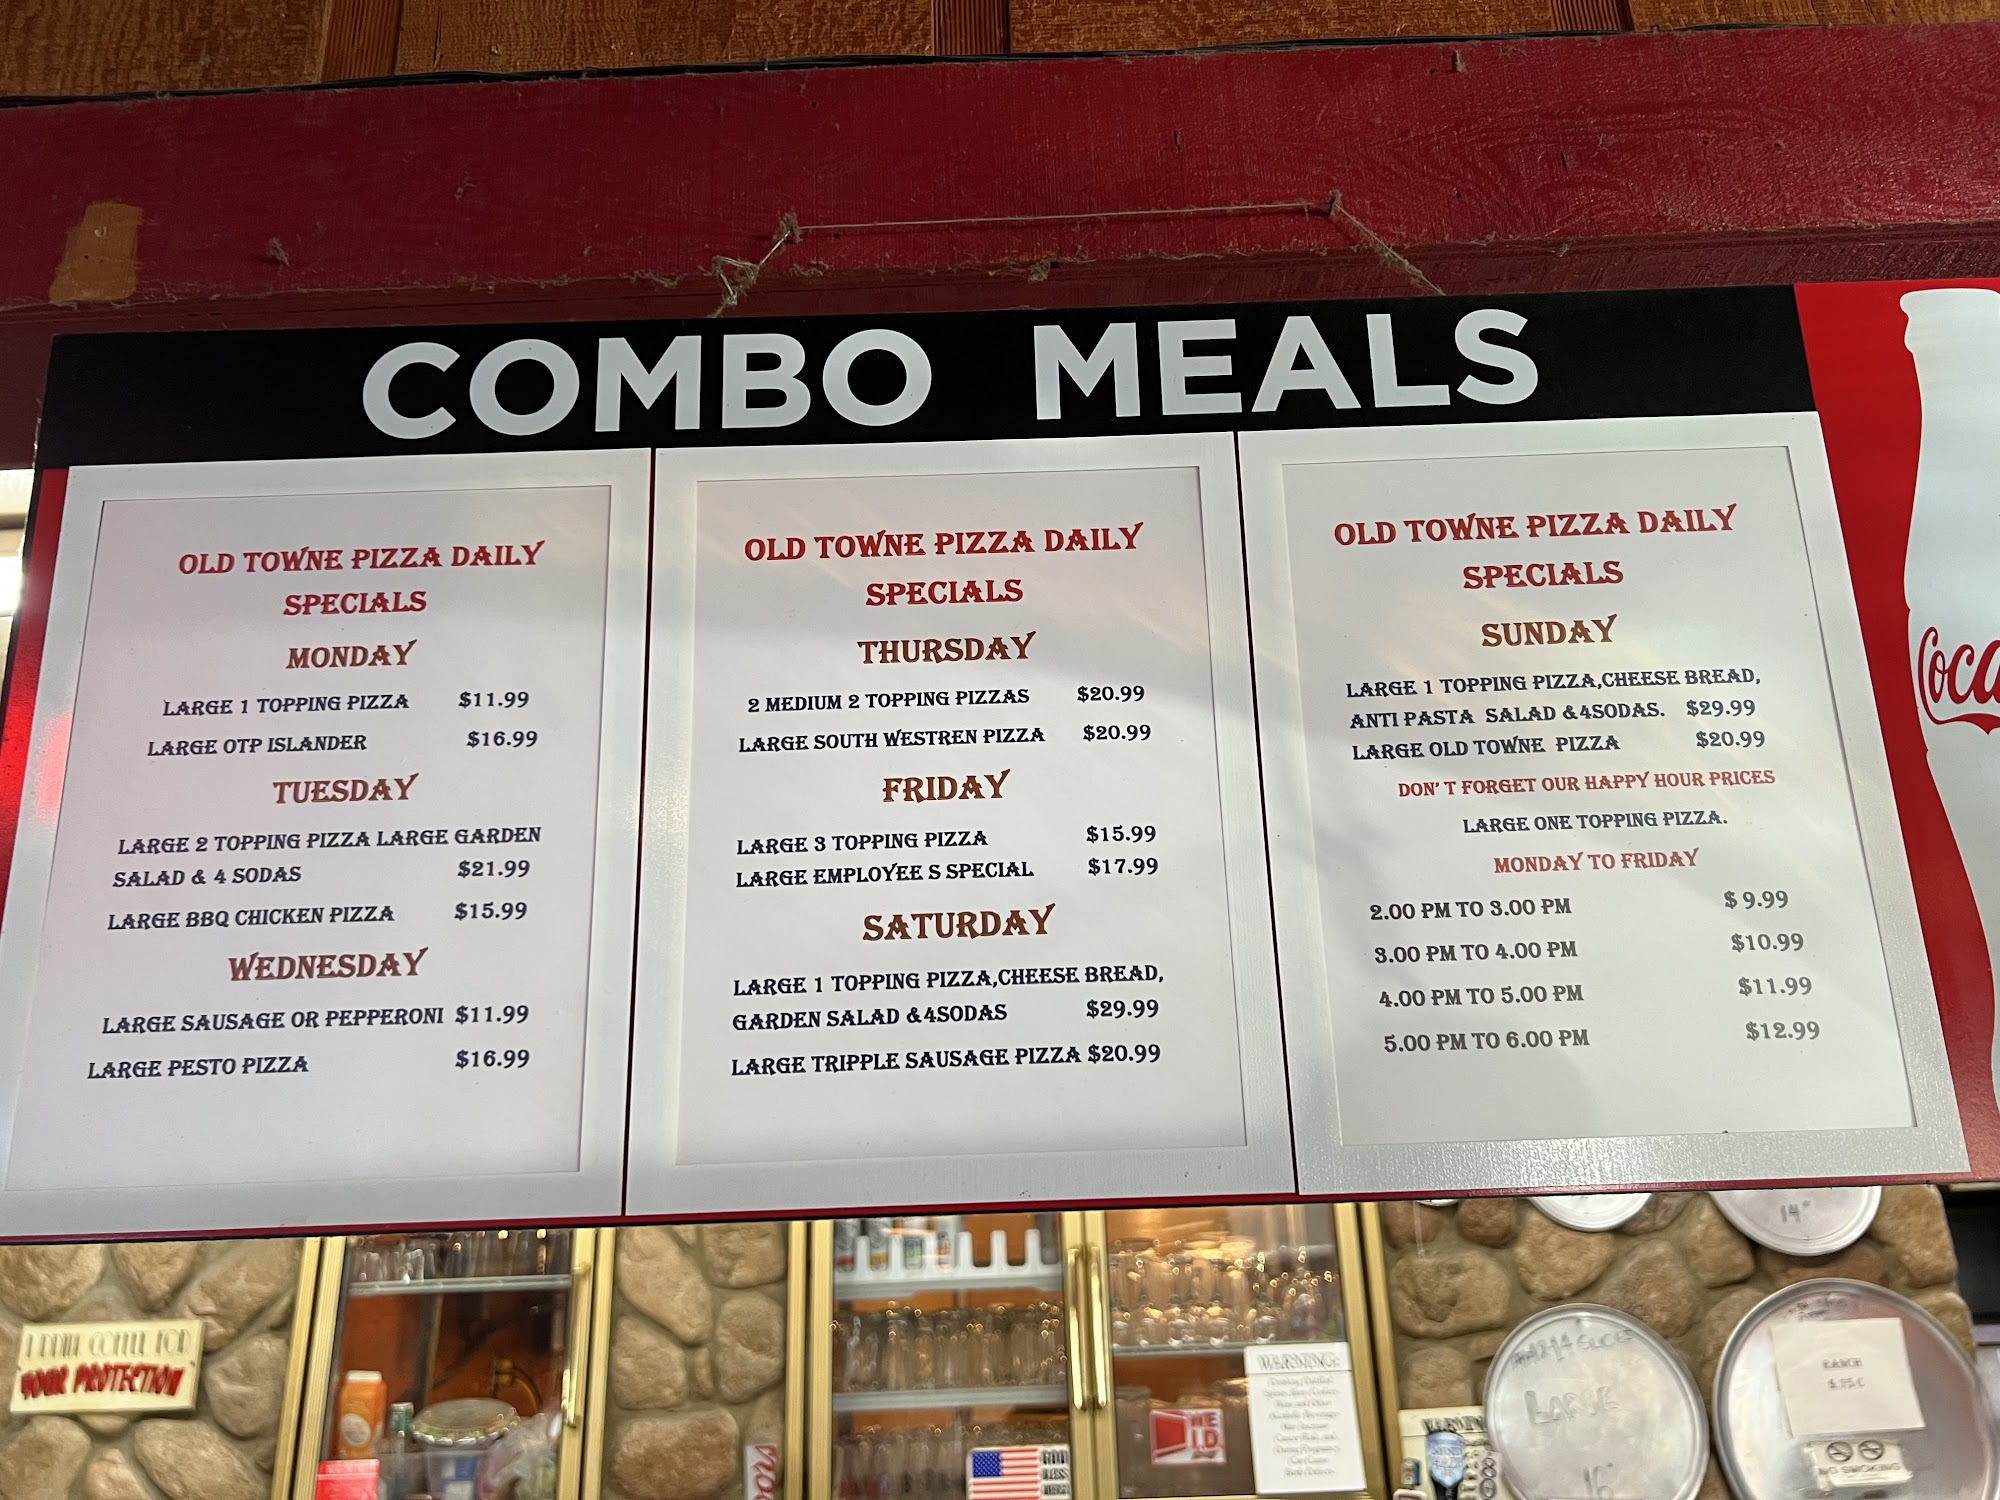 COMBO MEALS
OLD TOWNE PIZZA DAILY
SPECIALS
MONDAY
LARGE 1 TOPPING PIZZA $11.99
LARGE OTP ISLANDER $16.99
TUESDAY
LARGE 2 TOPPING PIZZA LARGE GARDEN
SALAD & 4 SODAS $21.99
LARGE BBQ CHICKEN PIZZA $15.99
WEDNESDAY
LARGE SAUSAGE OR PEPPERONI $11.99
LARGE PESTO PIZZA $16.99
OLD TOWNE PIZZA DAILY
SPECIALS
THURSDAY
2 MEDIUM 2 TOPPING PIZZAS $20.99
LARGE SOUTH WESTREN PIZZA $20.99
FRIDAY
LARGE 3 TOPPING PIZZA $15.99
LARGE EMPLOYEE S SPECIAL $17.99
SATURDAY
LARGE 1 TOPPING PIZZA,CHEESE BREAD,
GARDEN SALAD &4SODAS $29.99
LARGE TRIPPLE SAUSAGE PIZZA $20.99
OLD TOWNE PIZZA DAILY
SPECIALS
SUNDAY
LARGE 1 TOPPING PIZZA,CHEESE BREAD,
ANTI PASTA SALAD &4SODAS. $29.99
LARGE OLD TOWNE PIZZA $20.99
DON'T FORGET OUR HAPPY HOUR PRICES
LARGE ONE TOPPING PIZZA.
MONDAY TO FRIDAY
2.00 PM TO 3.00 PM $ 9.99
3.00 PM TO 4.00 PM $10.99
4.00 PM TO 5.00 PM $11.99
5.00 PM TO 6.00 PM $12.99
Coca
14"
YOUR PROTECTION
WARNING:
GOD
BLESS
LARGE
16"
RANCH
NO SMOKING